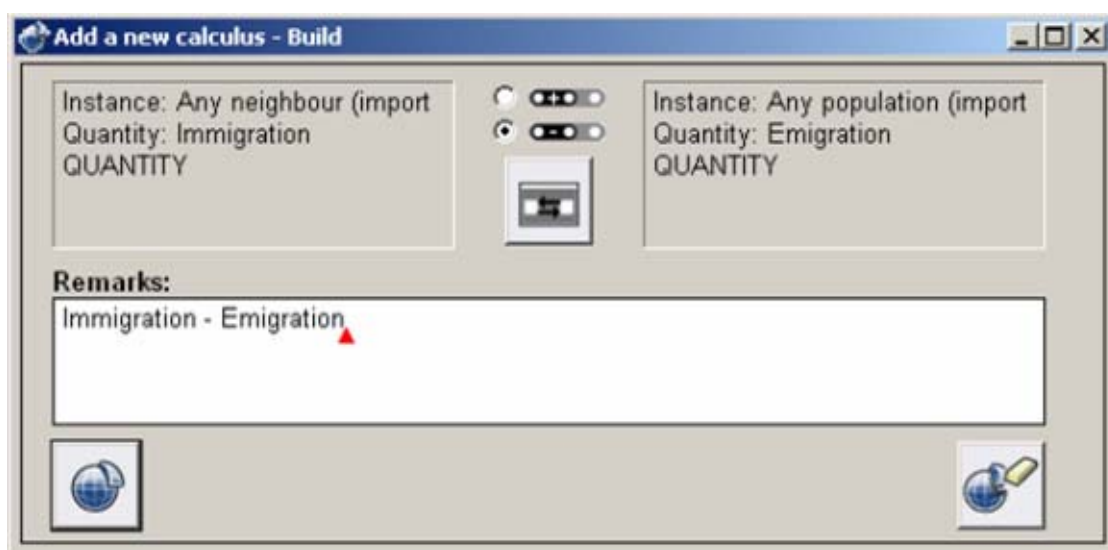 Add a new calculus - Build
Instance: Any neighbour (import
Quantity: Immigration
QUANTITY
+
-
Instance: Any population (import
Quantity: Emigration
QUANTITY
Remarks:
Immigration - Emigration